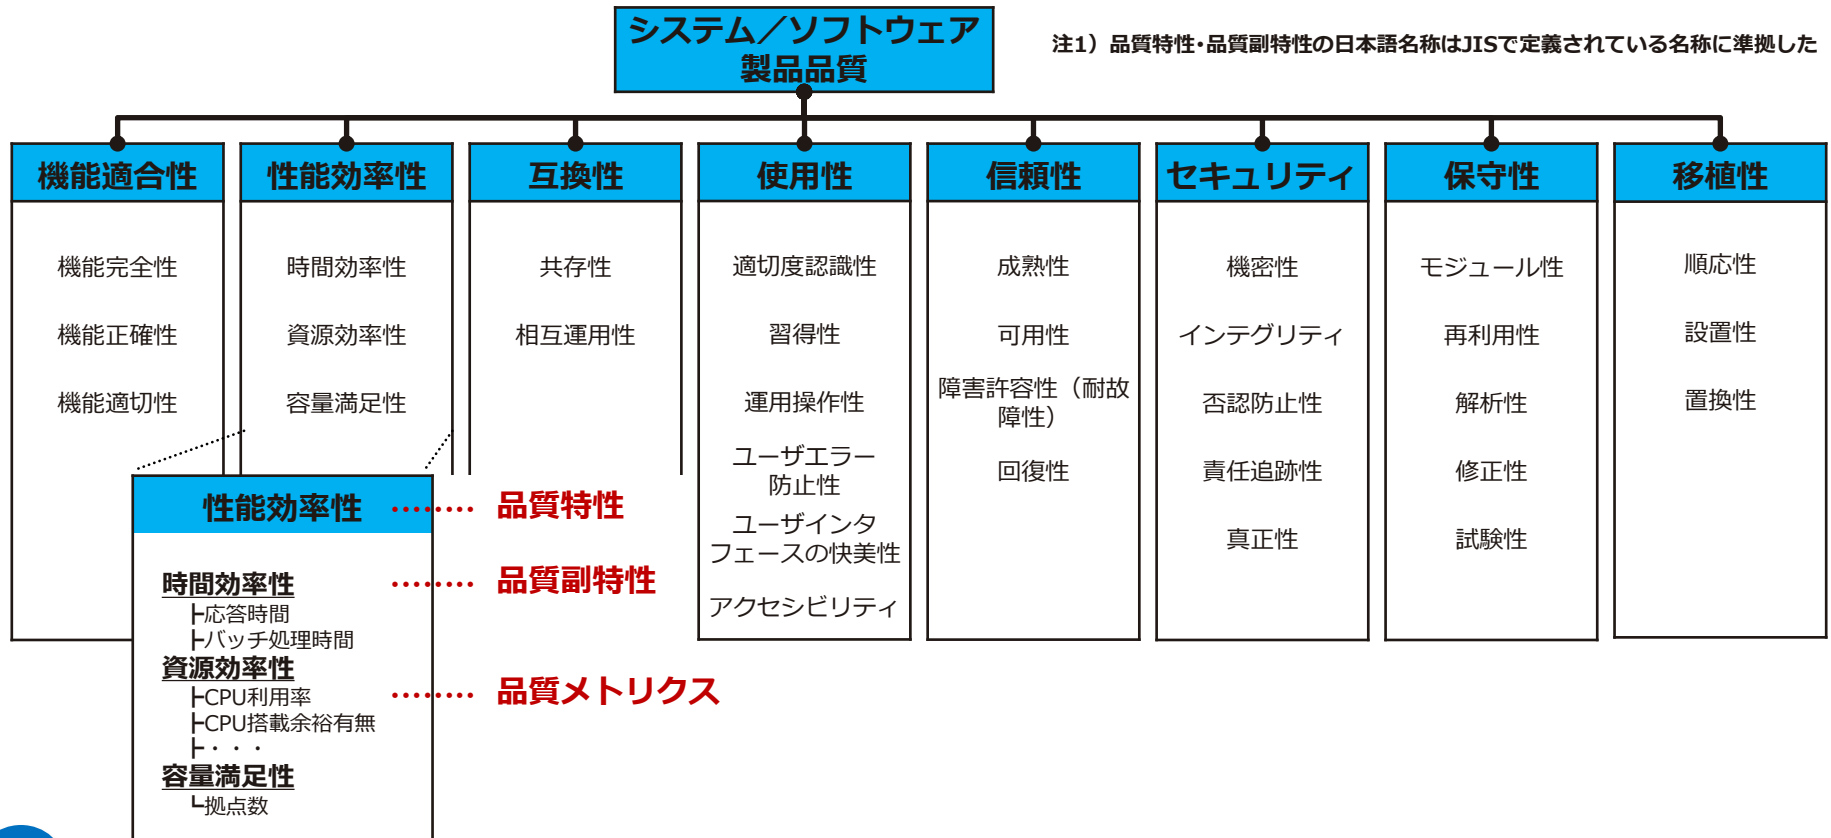 システム／ソフトウェア
製品品質
注1）品質特性・品質副特性の日本語名称はJISで定義されている名称に準拠した
機能適合性
機能完全性
機能正確性
機能適切性
性能効率性
時間効率性
資源効率性
容量満足性
互換性
共存性
相互運用性
使用性
適切度認識性
習得性
運用操作性
ユーザエラー
防止性
ユーザインタ
フェースの快美性
アクセシビリティ
信頼性
成熟性
可用性
障害許容性（耐故
障性）
回復性
セキュリティ
機密性
インテグリティ
否認防止性
責任追跡性
真正性
保守性
モジュール性
再利用性
解析性
修正性
試験性
移植性
順応性
設置性
置換性
性能効率性 ‥‥‥‥ 品質特性
時間効率性 ‥‥‥‥ 品質副特性
├応答時間
├バッチ処理時間
資源効率性
├CPU利用率 ‥‥‥‥ 品質メトリクス
├CPU搭載余裕有無
├・・・
容量満足性
└拠点数